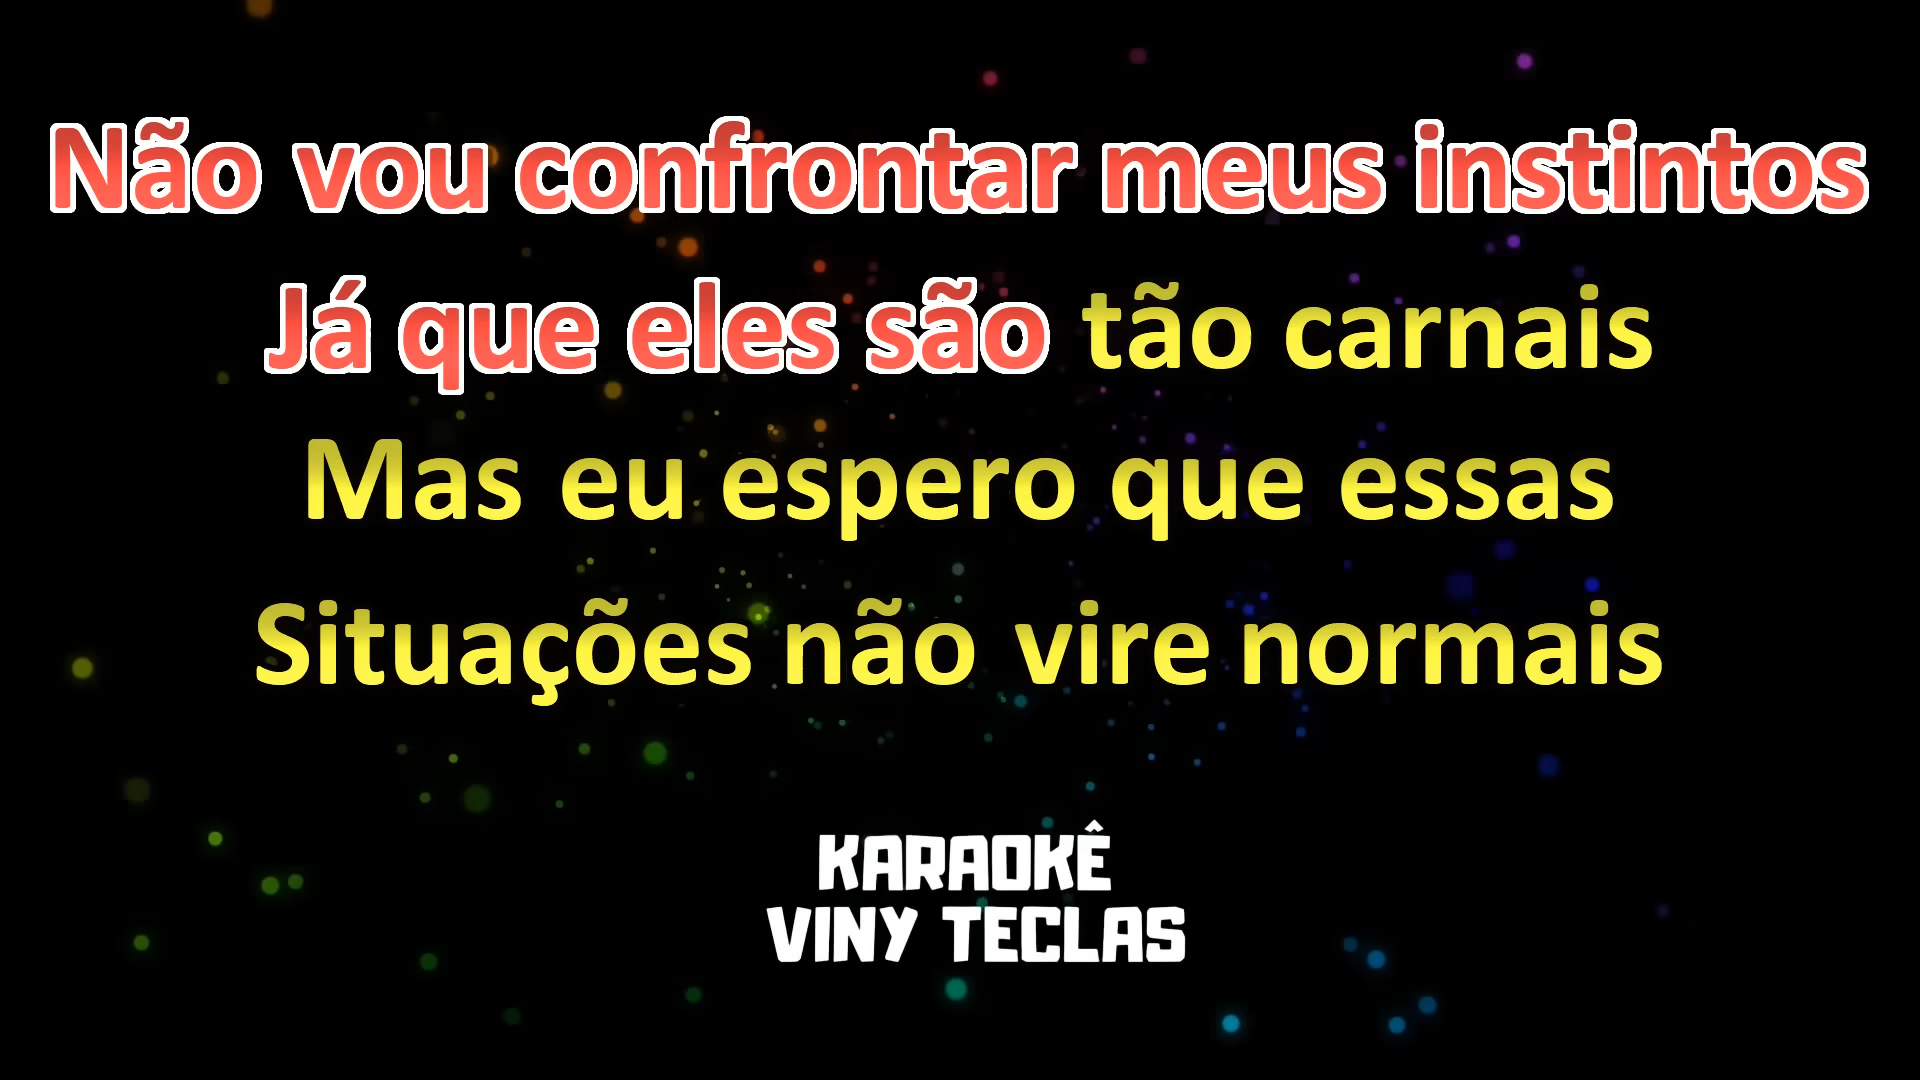 Não vou confrontar meus instintos
Já que eles são tão carnais
Mas eu espero que essas
Situações não vire normais
KARAOKÊ
VINY TECLAS